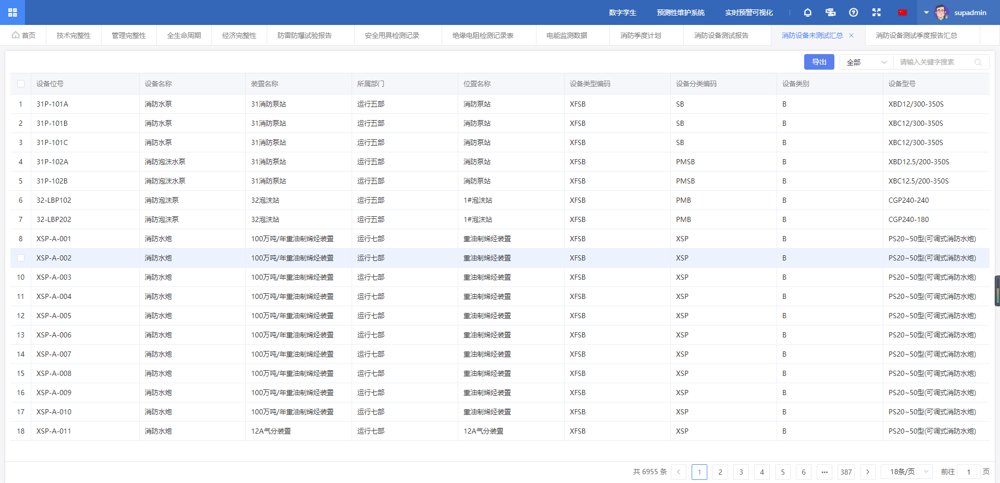 数字孪生 预测性维护系统 实时预警可视化 supadmin
首页 技术完整性 管理完整性 全生命周期 经济完整性 防雷防爆试验报告 安全用具检测记录 绝缘电阻检测记录表 电能监测数据 消防季度计划 消防设备测试报告 消防设备未测试汇总 消防设备测试季度报告汇总
导出 全部 请输入关键字搜索
设备位号 设备名称 装置名称 所属部门 位置名称 设备类型编码 设备分类编码 设备类别 设备型号
1 31P-101A 消防水泵 31消防泵站 运行五部 消防泵站 XFSB SB B XBD12/300-350S
2 31P-101B 消防水泵 31消防泵站 运行五部 消防泵站 XFSB SB B XBC12/300-350S
3 31P-101C 消防水泵 31消防泵站 运行五部 消防泵站 XFSB SB B XBC12/300-350S
4 31P-102A 消防泡沫水泵 31消防泵站 运行五部 消防泵站 XFSB PMSB B XBD12.5/200-350S
5 31P-102B 消防泡沫水泵 31消防泵站 运行五部 消防泵站 XFSB PMSB B XBC12.5/200-350S
6 32-LBP102 消防泡沫泵 32泡沫站 运行五部 1#泡沫站 XFSB PMB B CGP240-240
7 32-LBP202 消防泡沫泵 32泡沫站 运行五部 1#泡沫站 XFSB PMB B CGP240-180
8 XSP-A-001 消防水炮 100万吨/年重油制烯烃装置 运行七部 重油制烯烃装置 XFSB XSP B PS20~50型(可调式消防水炮)
XSP-A-002 消防水炮 100万吨/年重油制烯烃装置 运行七部 重油制烯烃装置 XFSB XSP B PS20~50型(可调式消防水炮)
10 XSP-A-003 消防水炮 100万吨/年重油制烯烃装置 运行七部 重油制烯烃装置 XFSB XSP B PS20~50型(可调式消防水炮)
11 XSP-A-004 消防水炮 100万吨/年重油制烯烃装置 运行七部 重油制烯烃装置 XFSB XSP B PS20~50型(可调式消防水炮)
12 XSP-A-005 消防水炮 100万吨/年重油制烯烃装置 运行七部 重油制烯烃装置 XFSB XSP B PS20~50型(可调式消防水炮)
13 XSP-A-006 消防水炮 100万吨/年重油制烯烃装置 运行七部 重油制烯烃装置 XFSB XSP B PS20~50型(可调式消防水炮)
14 XSP-A-007 消防水炮 100万吨/年重油制烯烃装置 运行七部 重油制烯烃装置 XFSB XSP B PS20~50型(可调式消防水炮)
15 XSP-A-008 消防水炮 100万吨/年重油制烯烃装置 运行七部 重油制烯烃装置 XFSB XSP B PS20~50型(可调式消防水炮)
16 XSP-A-009 消防水炮 100万吨/年重油制烯烃装置 运行七部 重油制烯烃装置 XFSB XSP B PS20~50型(可调式消防水炮)
17 XSP-A-010 消防水炮 100万吨/年重油制烯烃装置 运行七部 重油制烯烃装置 XFSB XSP B PS20~50型(可调式消防水炮)
18 XSP-A-011 消防水炮 12A气分装置 运行七部 12A气分装置 XFSB XSP B PS20~50型(可调式消防水炮)
共 6955 条 1 2 3 4 5 6 ••• 387 18条/页 前往 1 页